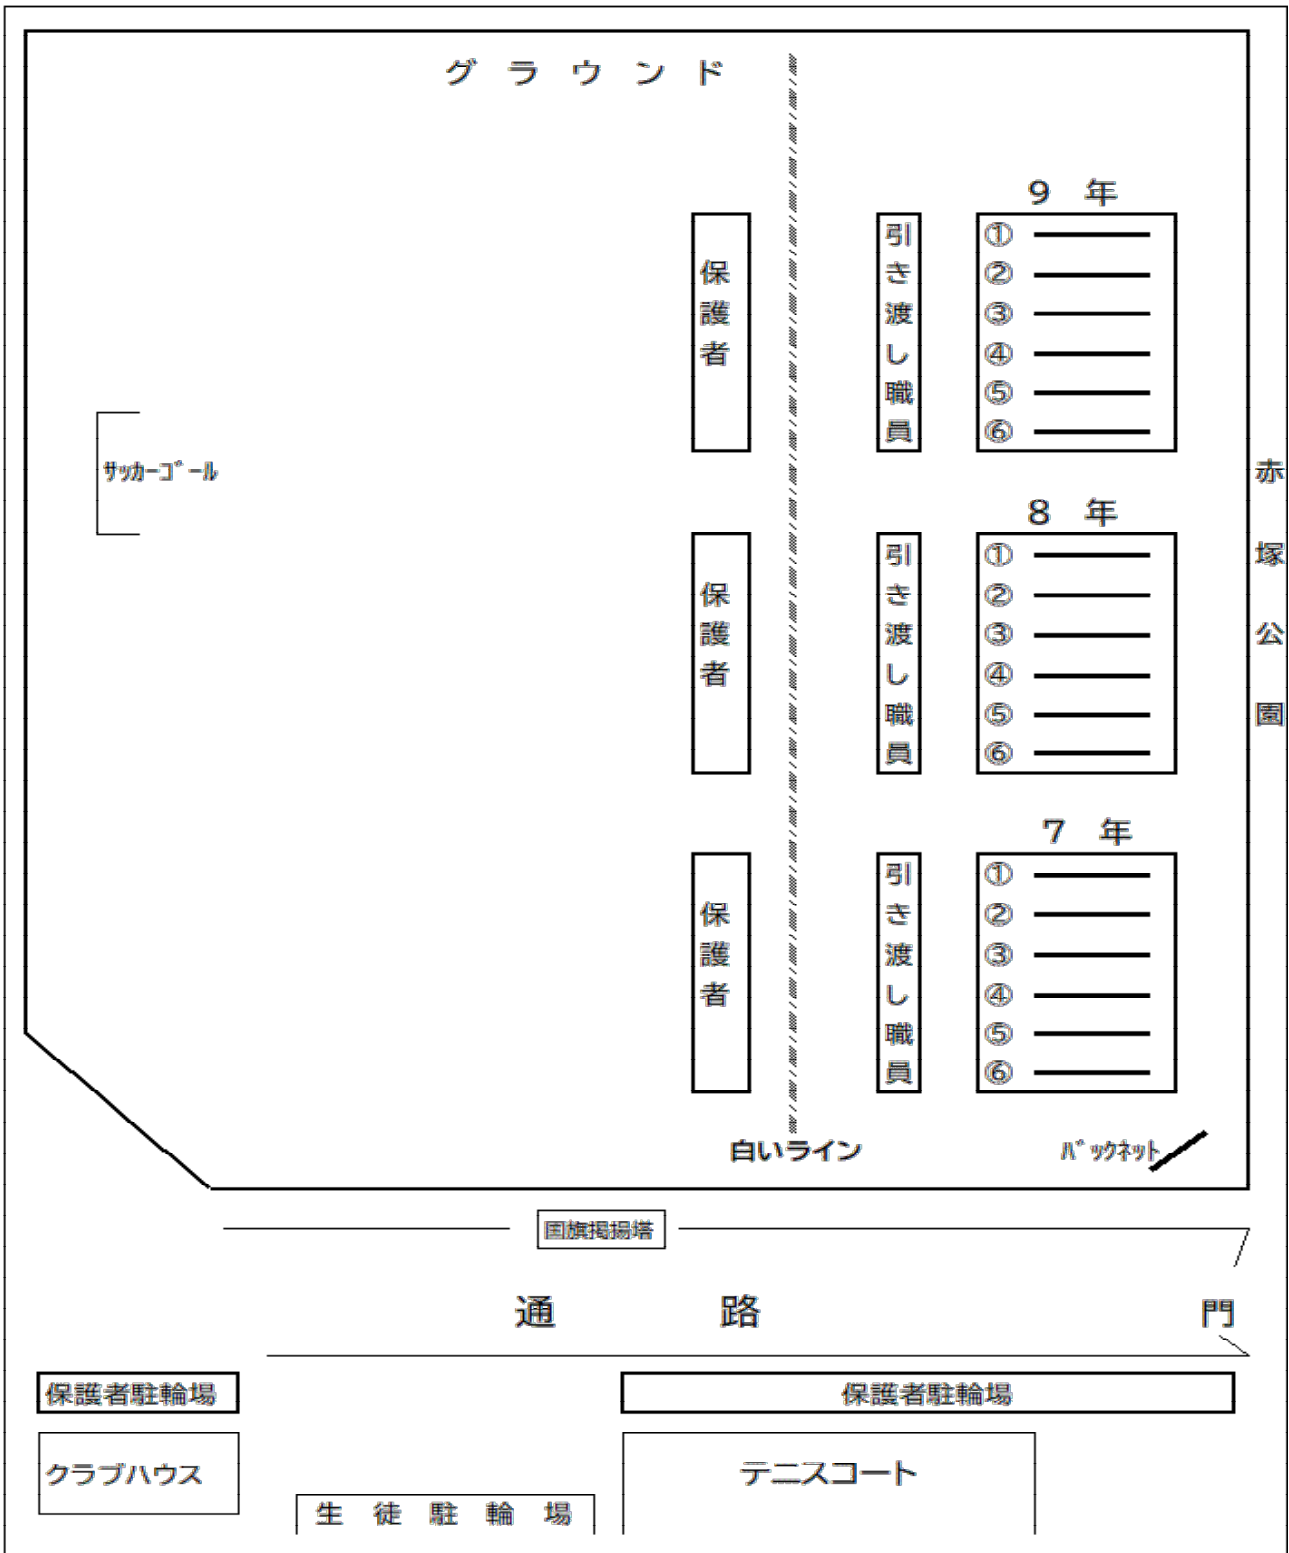 グラウンド
9 年
保護者
引き渡し職員
①
②
③
④
⑤
⑥
サッカーゴール
赤塚公園
8 年
保護者
引き渡し職員
①
②
③
④
⑤
⑥
7 年
保護者
引き渡し職員
①
②
③
④
⑤
⑥
白いライン
バックネット
国旗掲揚塔
通 路
門
保護者駐輪場
保護者駐輪場
クラブハウス
テニスコート
生 徒 駐 輪 場